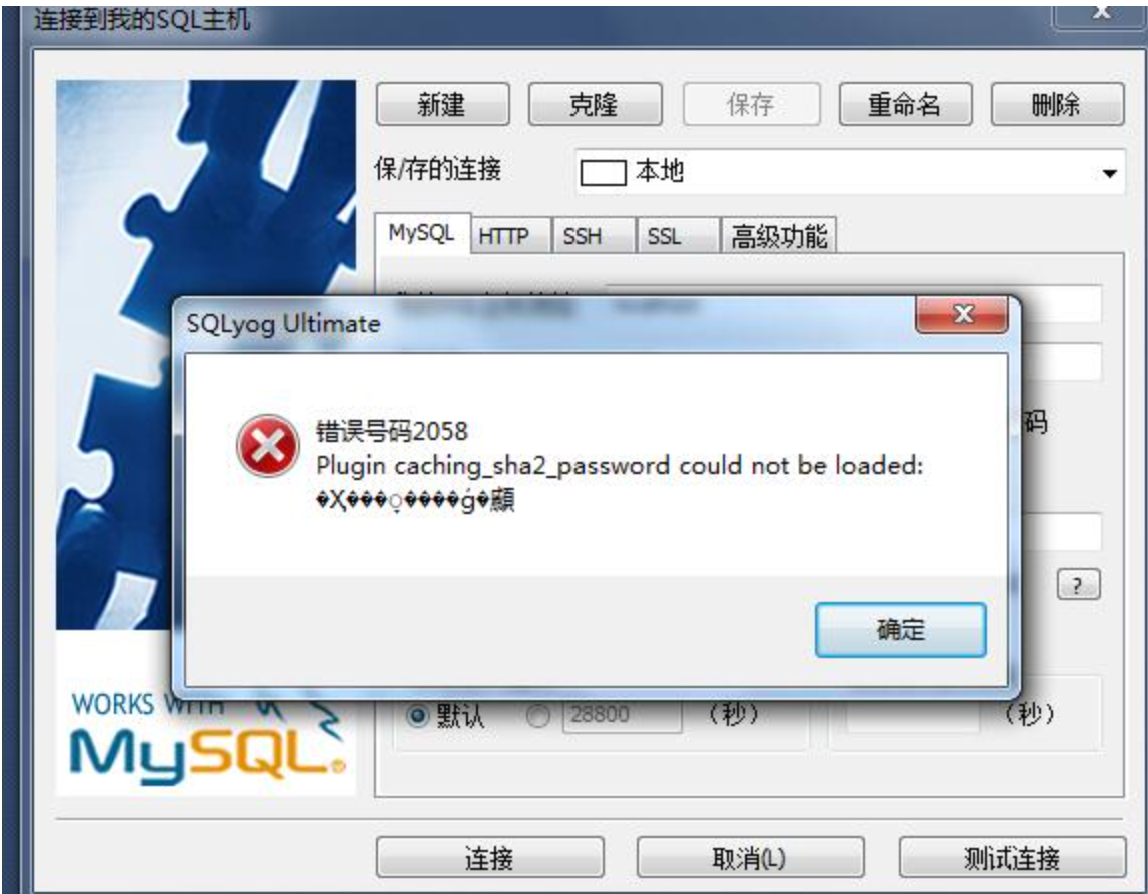 连接到我的SQL主机
新建 克隆 保存 重命名 删除
保/存的连接 本地
MySQL HTTP SSH SSL 高级功能
SQLyog Ultimate
错误号码2058
码
Plugin caching_sha2_password could not be loaded:
?
确定
WORKS WITH
MySQL
默认 28800 (秒) (秒)
连接 取消(L) 测试连接